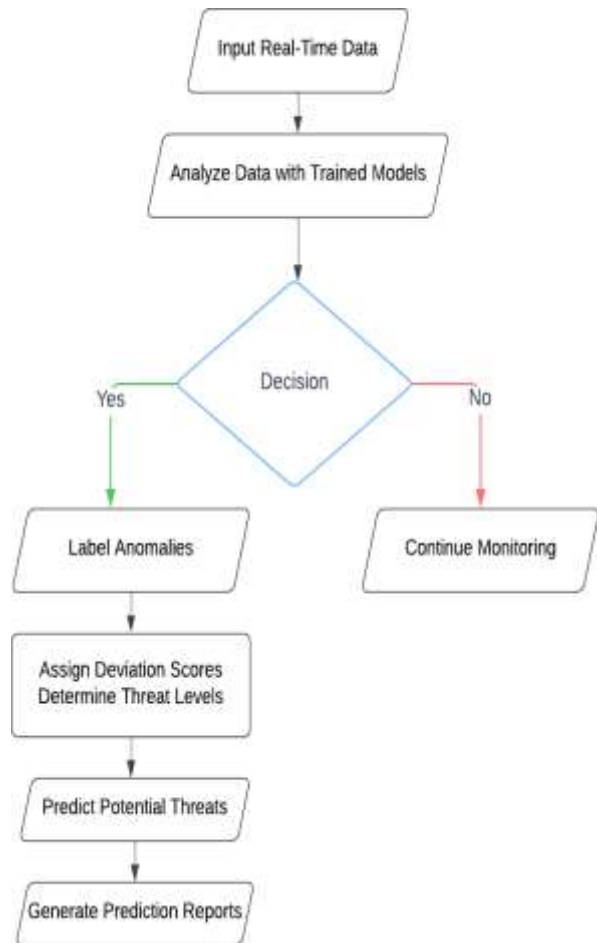 Input Real-Time Data
Analyze Data with Trained Models
Decision
Yes
No
Label Anomalies
Continue Monitoring
Assign Deviation Scores
Determine Threat Levels
Predict Potential Threats
Generate Prediction Reports